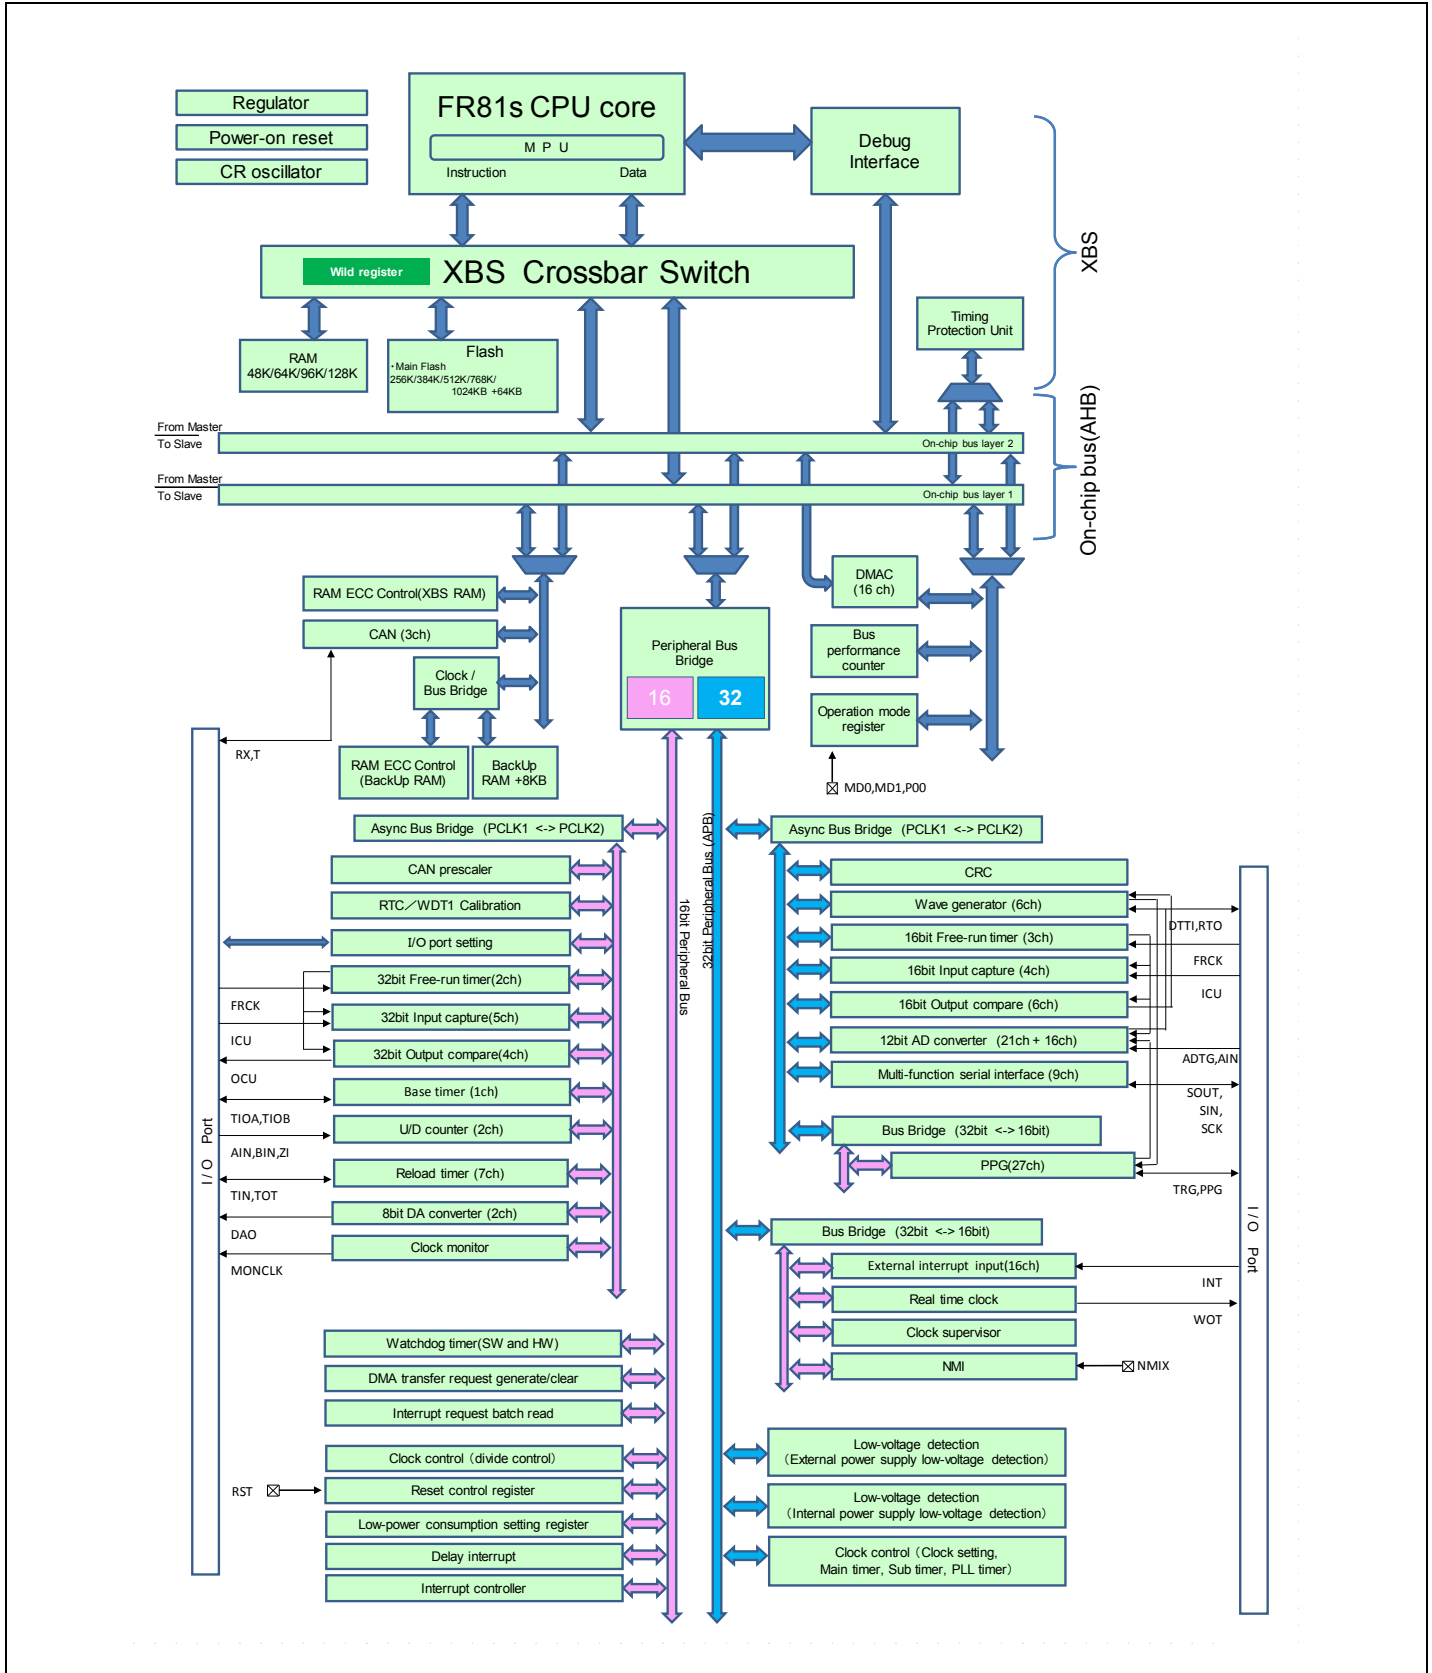 Regulator
Power-on reset
CR oscillator
FR81s CPU core
M P U
Instruction
Data
Debug
Interface
XBS
Wild register
XBS Crossbar Switch
RAM
48K/64K/96K/128K
Flash
・Main Flash
256K/384K/512K/768K/
1024KB +64KB
Timing
Protection Unit
On-chip bus(AHB)
From Master
To Slave
On-chip bus layer 2
From Master
To Slave
On-chip bus layer 1
RAM ECC Control(XBS RAM)
CAN (3ch)
Clock /
Bus Bridge
RAM ECC Control
(BackUp RAM)
BackUp
RAM +8KB
RX,T
Peripheral Bus
Bridge
16
32
DMAC
(16 ch)
Bus
performance
counter
Operation mode
register
MD0,MD1,P00
16bit Peripheral Bus
32bit Peripheral Bus (APB)
Async Bus Bridge (PCLK1 <-> PCLK2)
CAN prescaler
RTC／WDT1 Calibration
I/O port setting
32bit Free-run timer(2ch)
32bit Input capture(5ch)
32bit Output compare(4ch)
Base timer (1ch)
U/D counter (2ch)
Reload timer (7ch)
8bit DA converter (2ch)
Clock monitor
FRCK
ICU
OCU
TIOA,TIOB
AIN,BIN,ZI
TIN,TOT
DAO
MONCLK
I / O Port
Watchdog timer(SW and HW)
DMA transfer request generate/clear
Interrupt request batch read
Clock control（divide control）
Reset control register
Low-power consumption setting register
Delay interrupt
Interrupt controller
RST
Async Bus Bridge (PCLK1 <-> PCLK2)
CRC
Wave generator (6ch)
16bit Free-run timer (3ch)
16bit Input capture (4ch)
16bit Output compare (6ch)
12bit AD converter (21ch + 16ch)
Multi-function serial interface (9ch)
Bus Bridge (32bit <-> 16bit)
PPG(27ch)
DTTI,RTO
FRCK
ICU
ADTG,AIN
SOUT,
SIN,
SCK
TRG,PPG
I / O Port
Bus Bridge (32bit <-> 16bit)
External interrupt input(16ch)
Real time clock
Clock supervisor
NMI
INT
WOT
NMIX
Low-voltage detection
（External power supply low-voltage detection）
Low-voltage detection
（Internal power supply low-voltage detection）
Clock control（Clock setting,
Main timer, Sub timer, PLL timer）